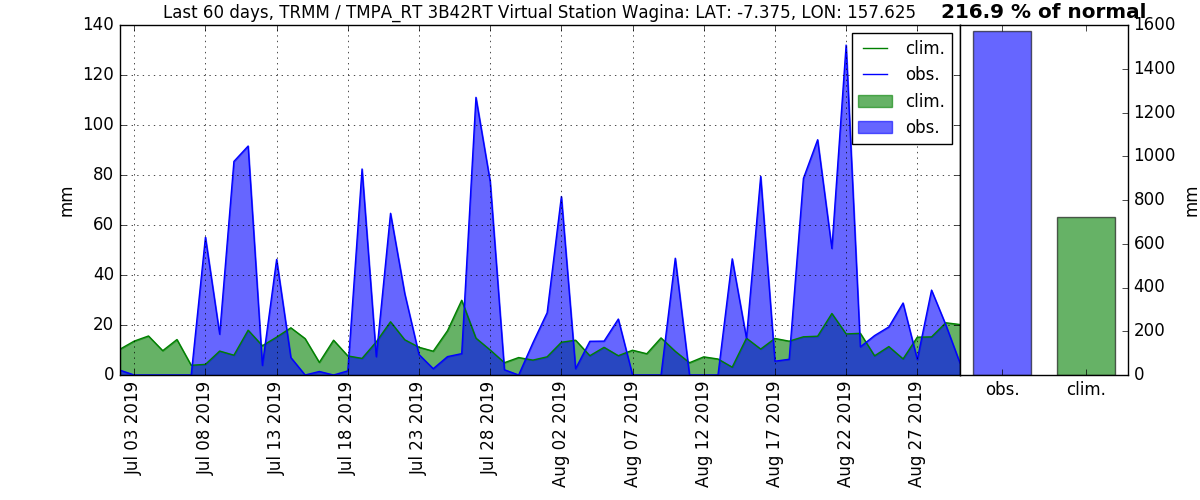 Last 60 days, TRMM / TMPA_RT 3B42RT Virtual Station Wagina: LAT: -7.375, LON: 157.625
216.9 % of normal
140
120
100
80
60
40
20
0
mm
clim.
obs.
clim.
obs.
1600
1400
1200
1000
800
600
400
200
0
mm
obs.
clim.
Jul 03 2019
Jul 08 2019
Jul 13 2019
Jul 18 2019
Jul 23 2019
Jul 28 2019
Aug 02 2019
Aug 07 2019
Aug 12 2019
Aug 17 2019
Aug 22 2019
Aug 27 2019